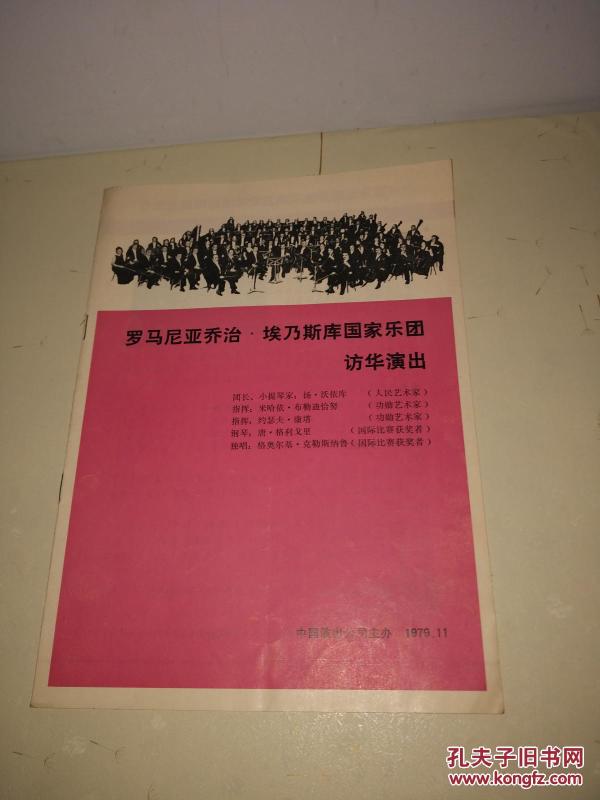 罗马尼亚乔治·埃乃斯库国家乐团
访华演出
团长、小提琴家：扬·沃依库 （人民艺术家）
指挥：米哈依·布勒迪恰努 （功勋艺术家）
指挥：约瑟夫·康塔 （功勋艺术家）
钢琴：唐·格利戈里 （国际比赛获奖者）
独唱：格奥尔基·克勒斯纳鲁（国际比赛获奖者）
中国演出公司主办 1979.11
孔夫子旧书网
www.kongfz.com